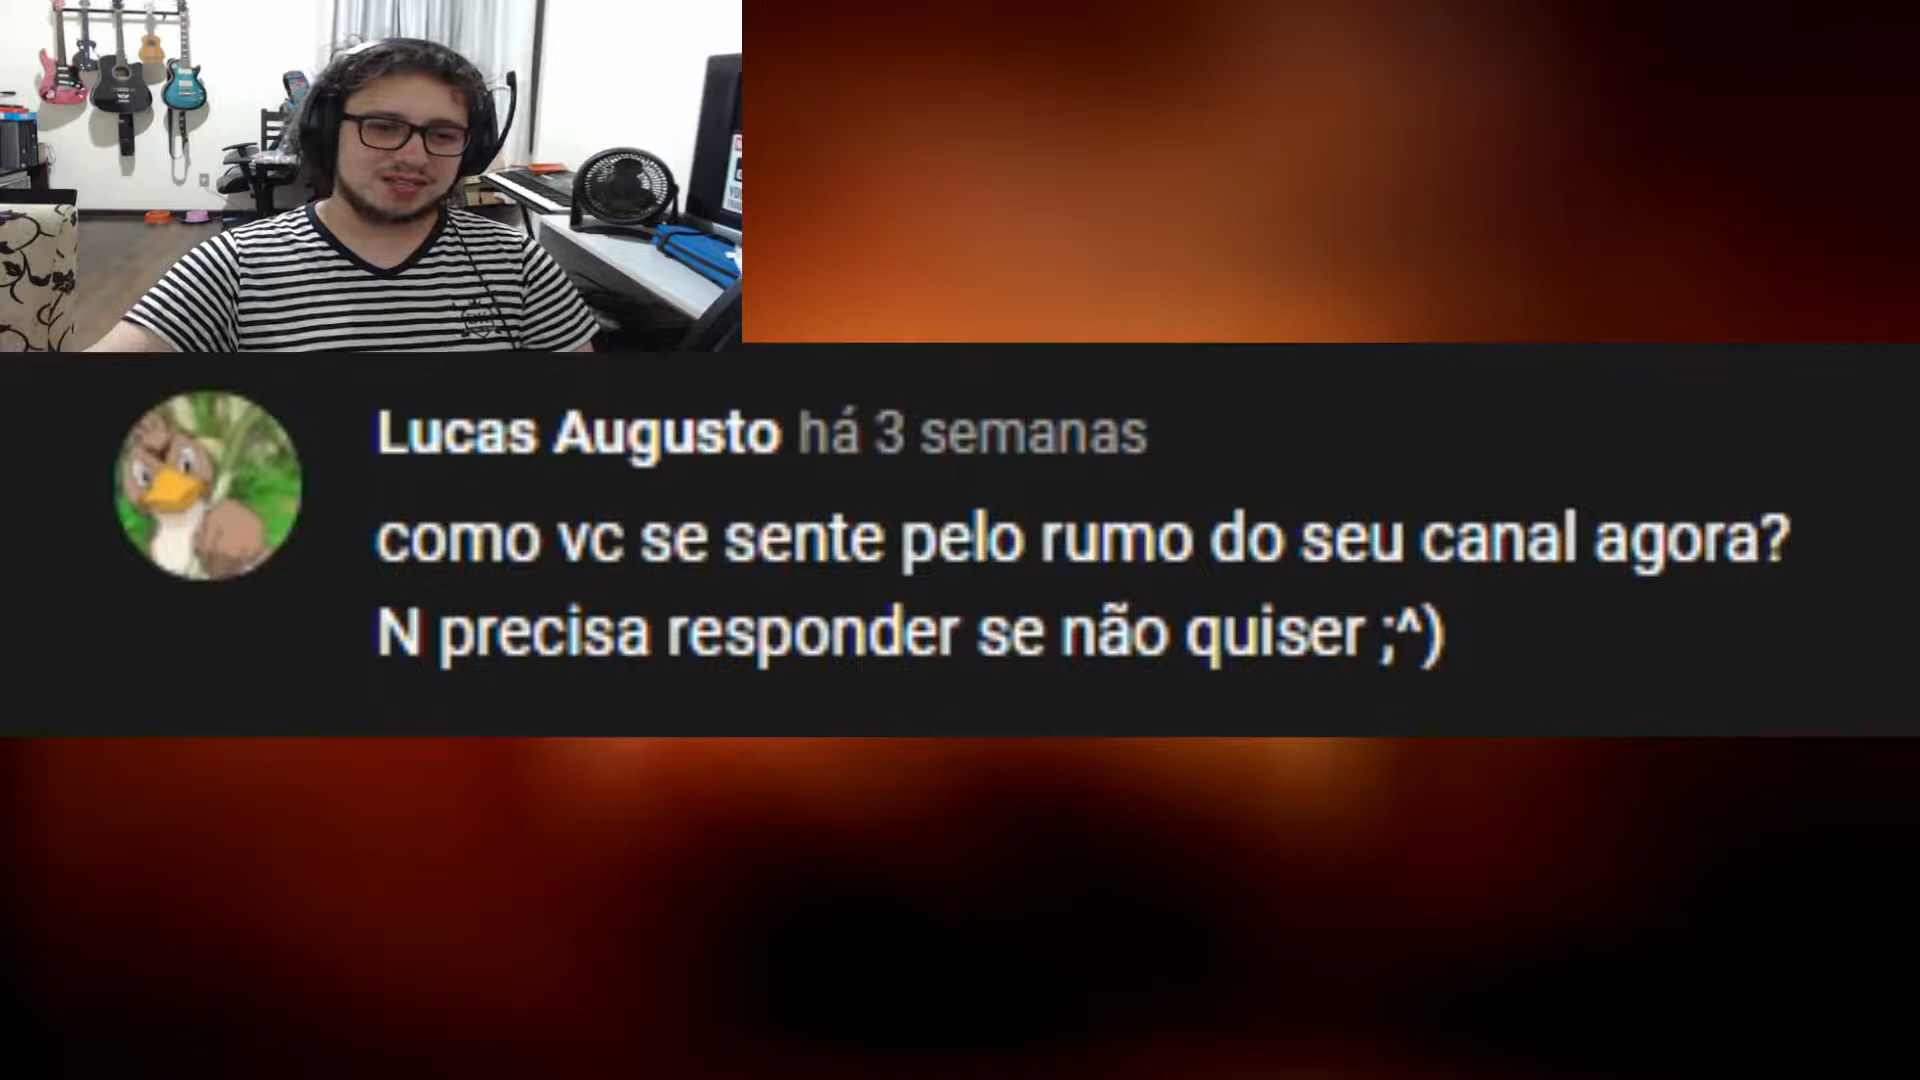 Lucas Augusto há 3 semanas
como vc se sente pelo rumo do seu canal agora?
N precisa responder se não quiser ;^)